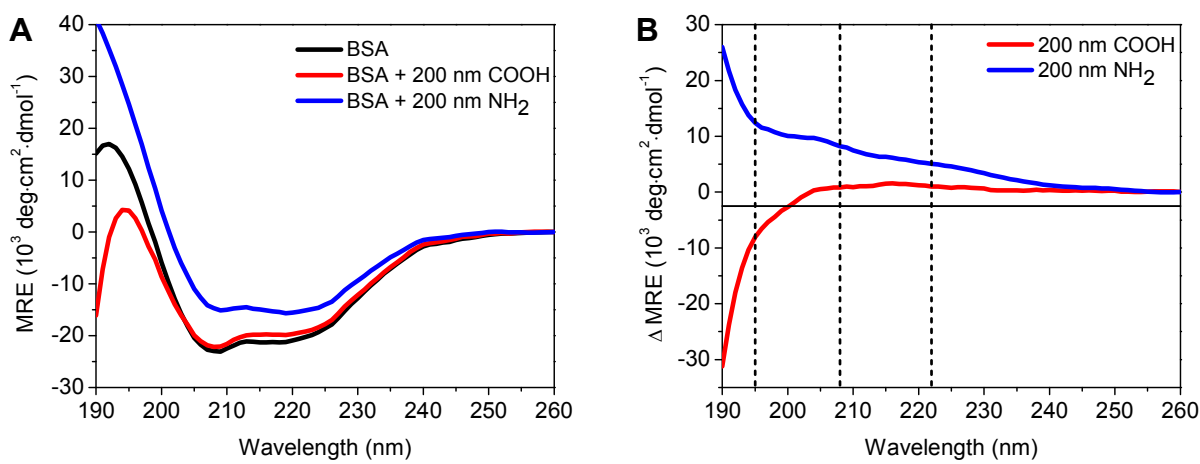 A
MRE (10³ deg·cm²·dmol⁻¹)
40
30
20
10
0
-10
-20
-30
BSA
BSA + 200 nm COOH
BSA + 200 nm NH₂
190 200 210 220 230 240 250 260
Wavelength (nm)
B
Δ MRE (10³ deg·cm²·dmol⁻¹)
30
20
10
0
-10
-20
-30
200 nm COOH
200 nm NH₂
190 200 210 220 230 240 250 260
Wavelength (nm)